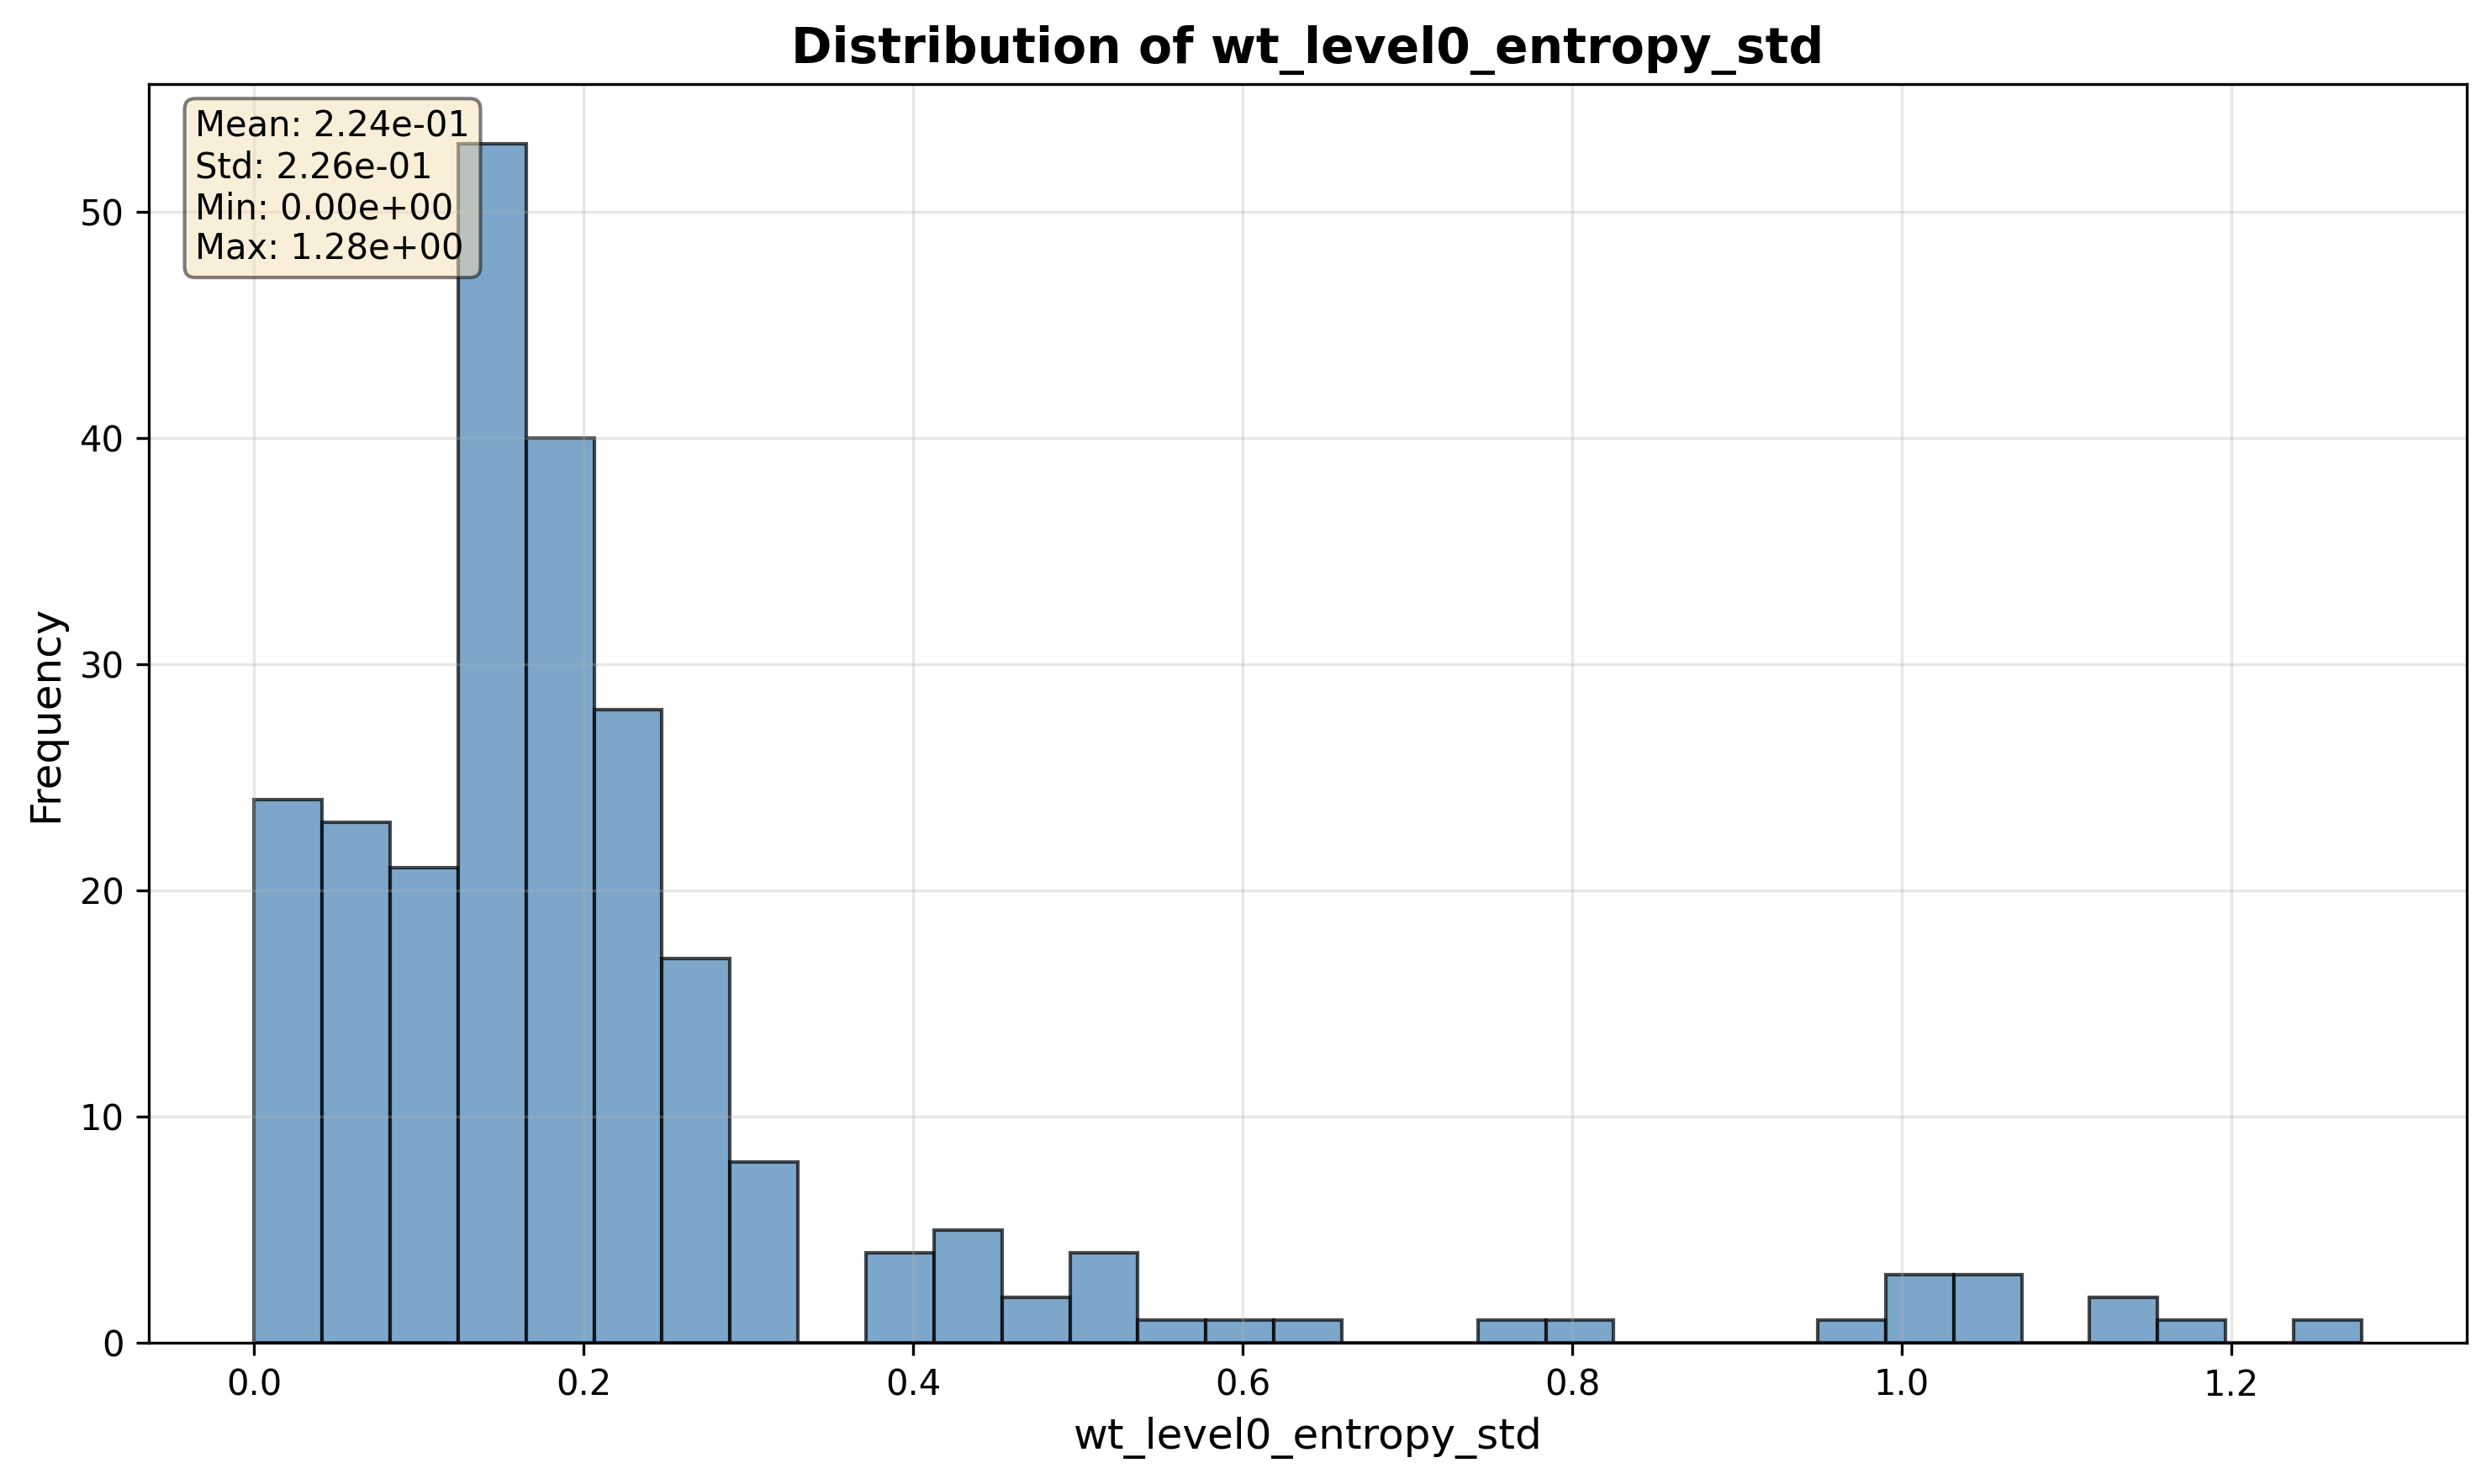 Distribution of wt_level0_entropy_std
Mean: 2.24e-01
Std: 2.26e-01
Min: 0.00e+00
Max: 1.28e+00
Frequency
50
40
30
20
10
0
0.0 0.2 0.4 0.6 0.8 1.0 1.2
wt_level0_entropy_std